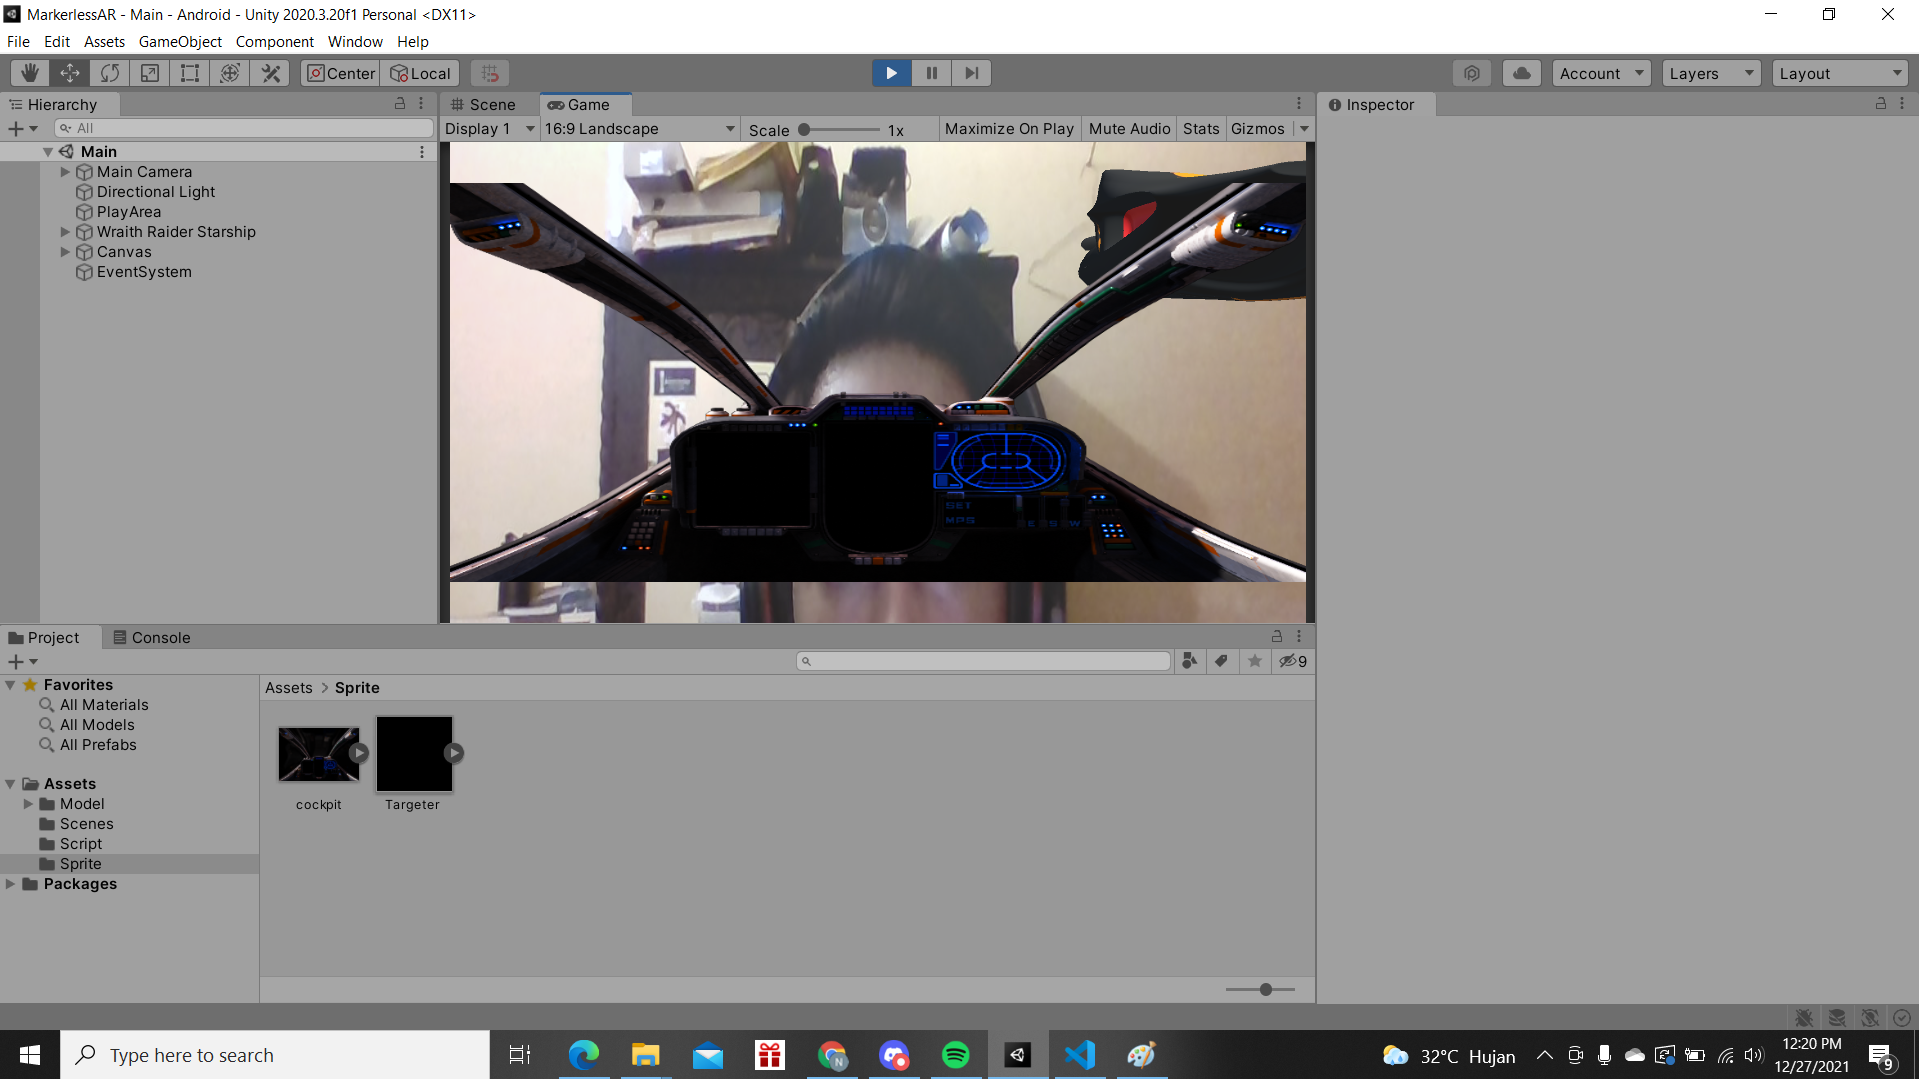 MarkerlessAR - Main - Android - Unity 2020.3.20f1 Personal <DX11>
File Edit Assets GameObject Component Window Help
Center Local Account Layers Layout
Hierarchy
All
Main
Main Camera
Directional Light
PlayArea
Wraith Raider Starship
Canvas
EventSystem
Scene Game
Display 1 16:9 Landscape Scale 1x Maximize On Play Mute Audio Stats Gizmos
SET
MPS
E S W
Inspector
Project Console
9
Favorites
All Materials
All Models
All Prefabs
Assets
Model
Scenes
Script
Sprite
Packages
Assets > Sprite
cockpit Targeter
Type here to search
N
32°C Hujan
12:20 PM
12/27/2021
9